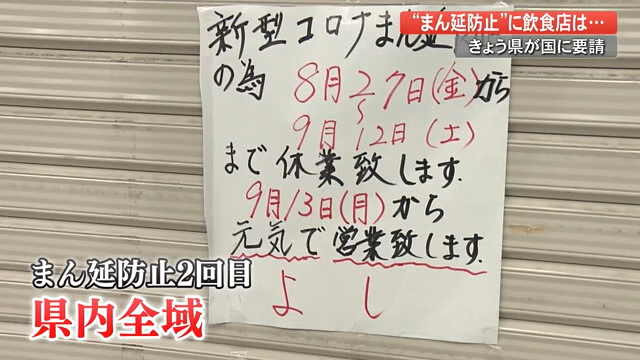 “まん延防止”に飲食店は…
きょう県が国に要請
新型コロナまん延
の為 8月27日(金)から
〜
9月12日(土)
まで休業致します.
9月13日(月)から
元気で営業致します.
よし
まん延防止2回目
県内全域